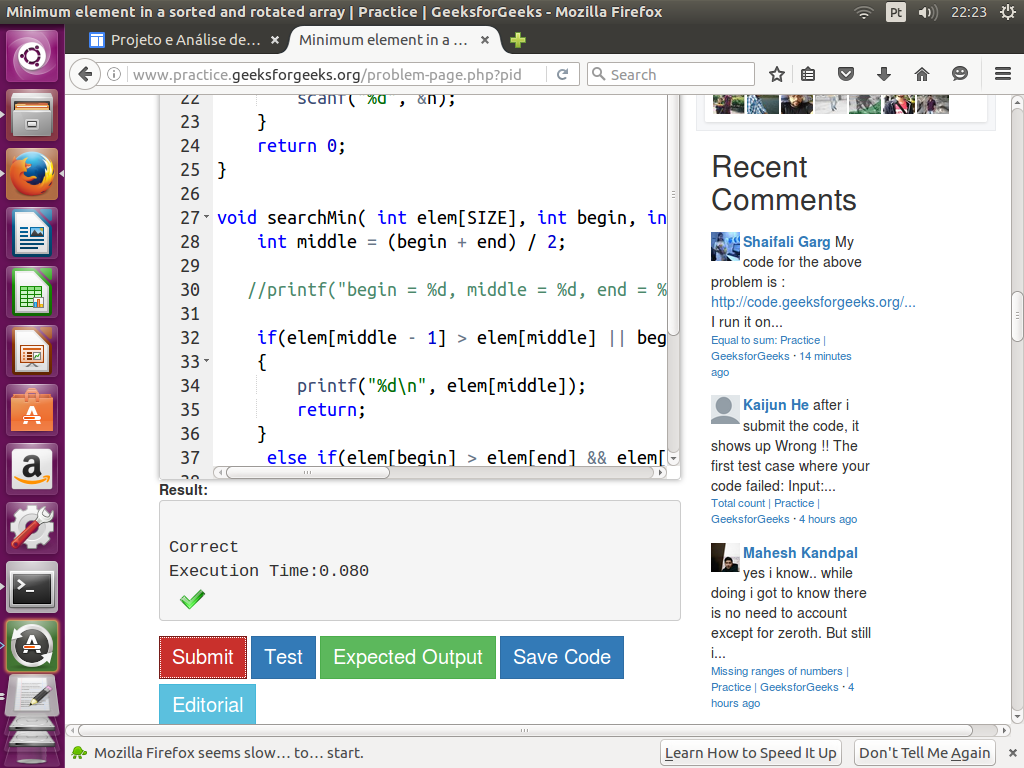 Minimum element in a sorted and rotated array | Practice | GeeksforGeeks - Mozilla Firefox
Pt
22:23
Projeto e Análise de...
Minimum element in a ...
www.practice.geeksforgeeks.org/problem-page.php?pid
Search
22 scanf("%d", &n);
23 }
24 return 0;
25 }
26
27 void searchMin( int elem[SIZE], int begin, in
28 int middle = (begin + end) / 2;
29
30 //printf("begin = %d, middle = %d, end = %
31
32 if(elem[middle - 1] > elem[middle] || beg
33 {
34 printf("%d\n", elem[middle]);
35 return;
36 }
37 else if(elem[begin] > elem[end] && elem[
Result:
Correct
Execution Time:0.080
Submit
Test
Expected Output
Save Code
Editorial
Recent
Comments
Shaifali Garg My
code for the above
problem is :
http://code.geeksforgeeks.org/...
I run it on...
Equal to sum: Practice |
GeeksforGeeks · 14 minutes
ago
Kaijun He after i
submit the code, it
shows up Wrong !! The
first test case where your
code failed: Input:...
Total count | Practice |
GeeksforGeeks · 4 hours ago
Mahesh Kandpal
yes i know.. while
doing i got to know there
is no need to account
except for zeroth. But still
i...
Missing ranges of numbers |
Practice | GeeksforGeeks · 4
hours ago
Mozilla Firefox seems slow... to... start.
Learn How to Speed It Up
Don't Tell Me Again